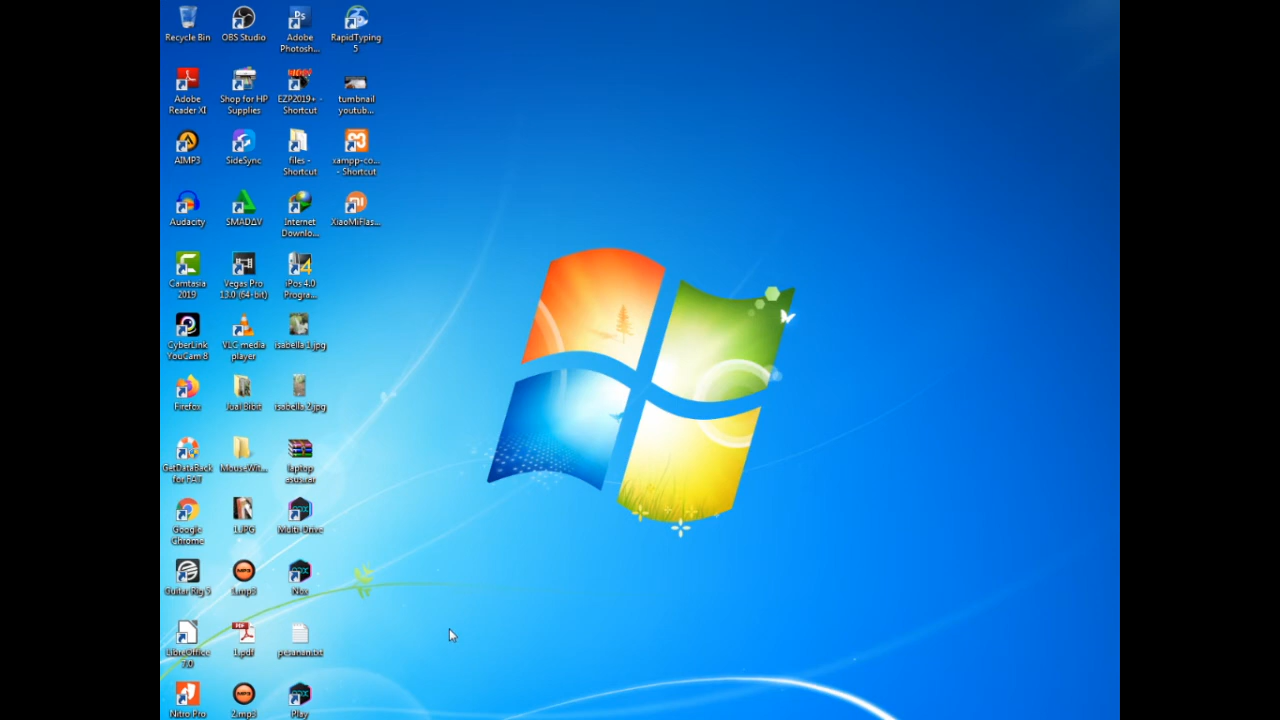 Recycle Bin
OBS Studio
Adobe
Photosh...
RapidTyping
5
Adobe
Reader XI
Shop for HP
Supplies
EZP2019+ -
Shortcut
tumbnail
youtub...
AIMP3
SideSync
files -
Shortcut
xampp-co...
- Shortcut
Audacity
SMADΔV
Internet
Downlo...
XiaoMiFlas...
Camtasia
2019
Vegas Pro
13.0 (64-bit)
iPos 4.0
Progra...
CyberLink
YouCam 8
VLC media
player
isabella 1.jpg
Firefox
Jual 8ibit
isabella 2.jpg
GetDataBack
for FAT
MouseWit...
laptop
asus.rar
Google
Chrome
1.JPG
Multi-Drive
Guitar Rig 5
1.mp3
Nox
LibreOffice
7.0
1.pdf
pesanan.txt
Nitro Pro
2.mp3
Play